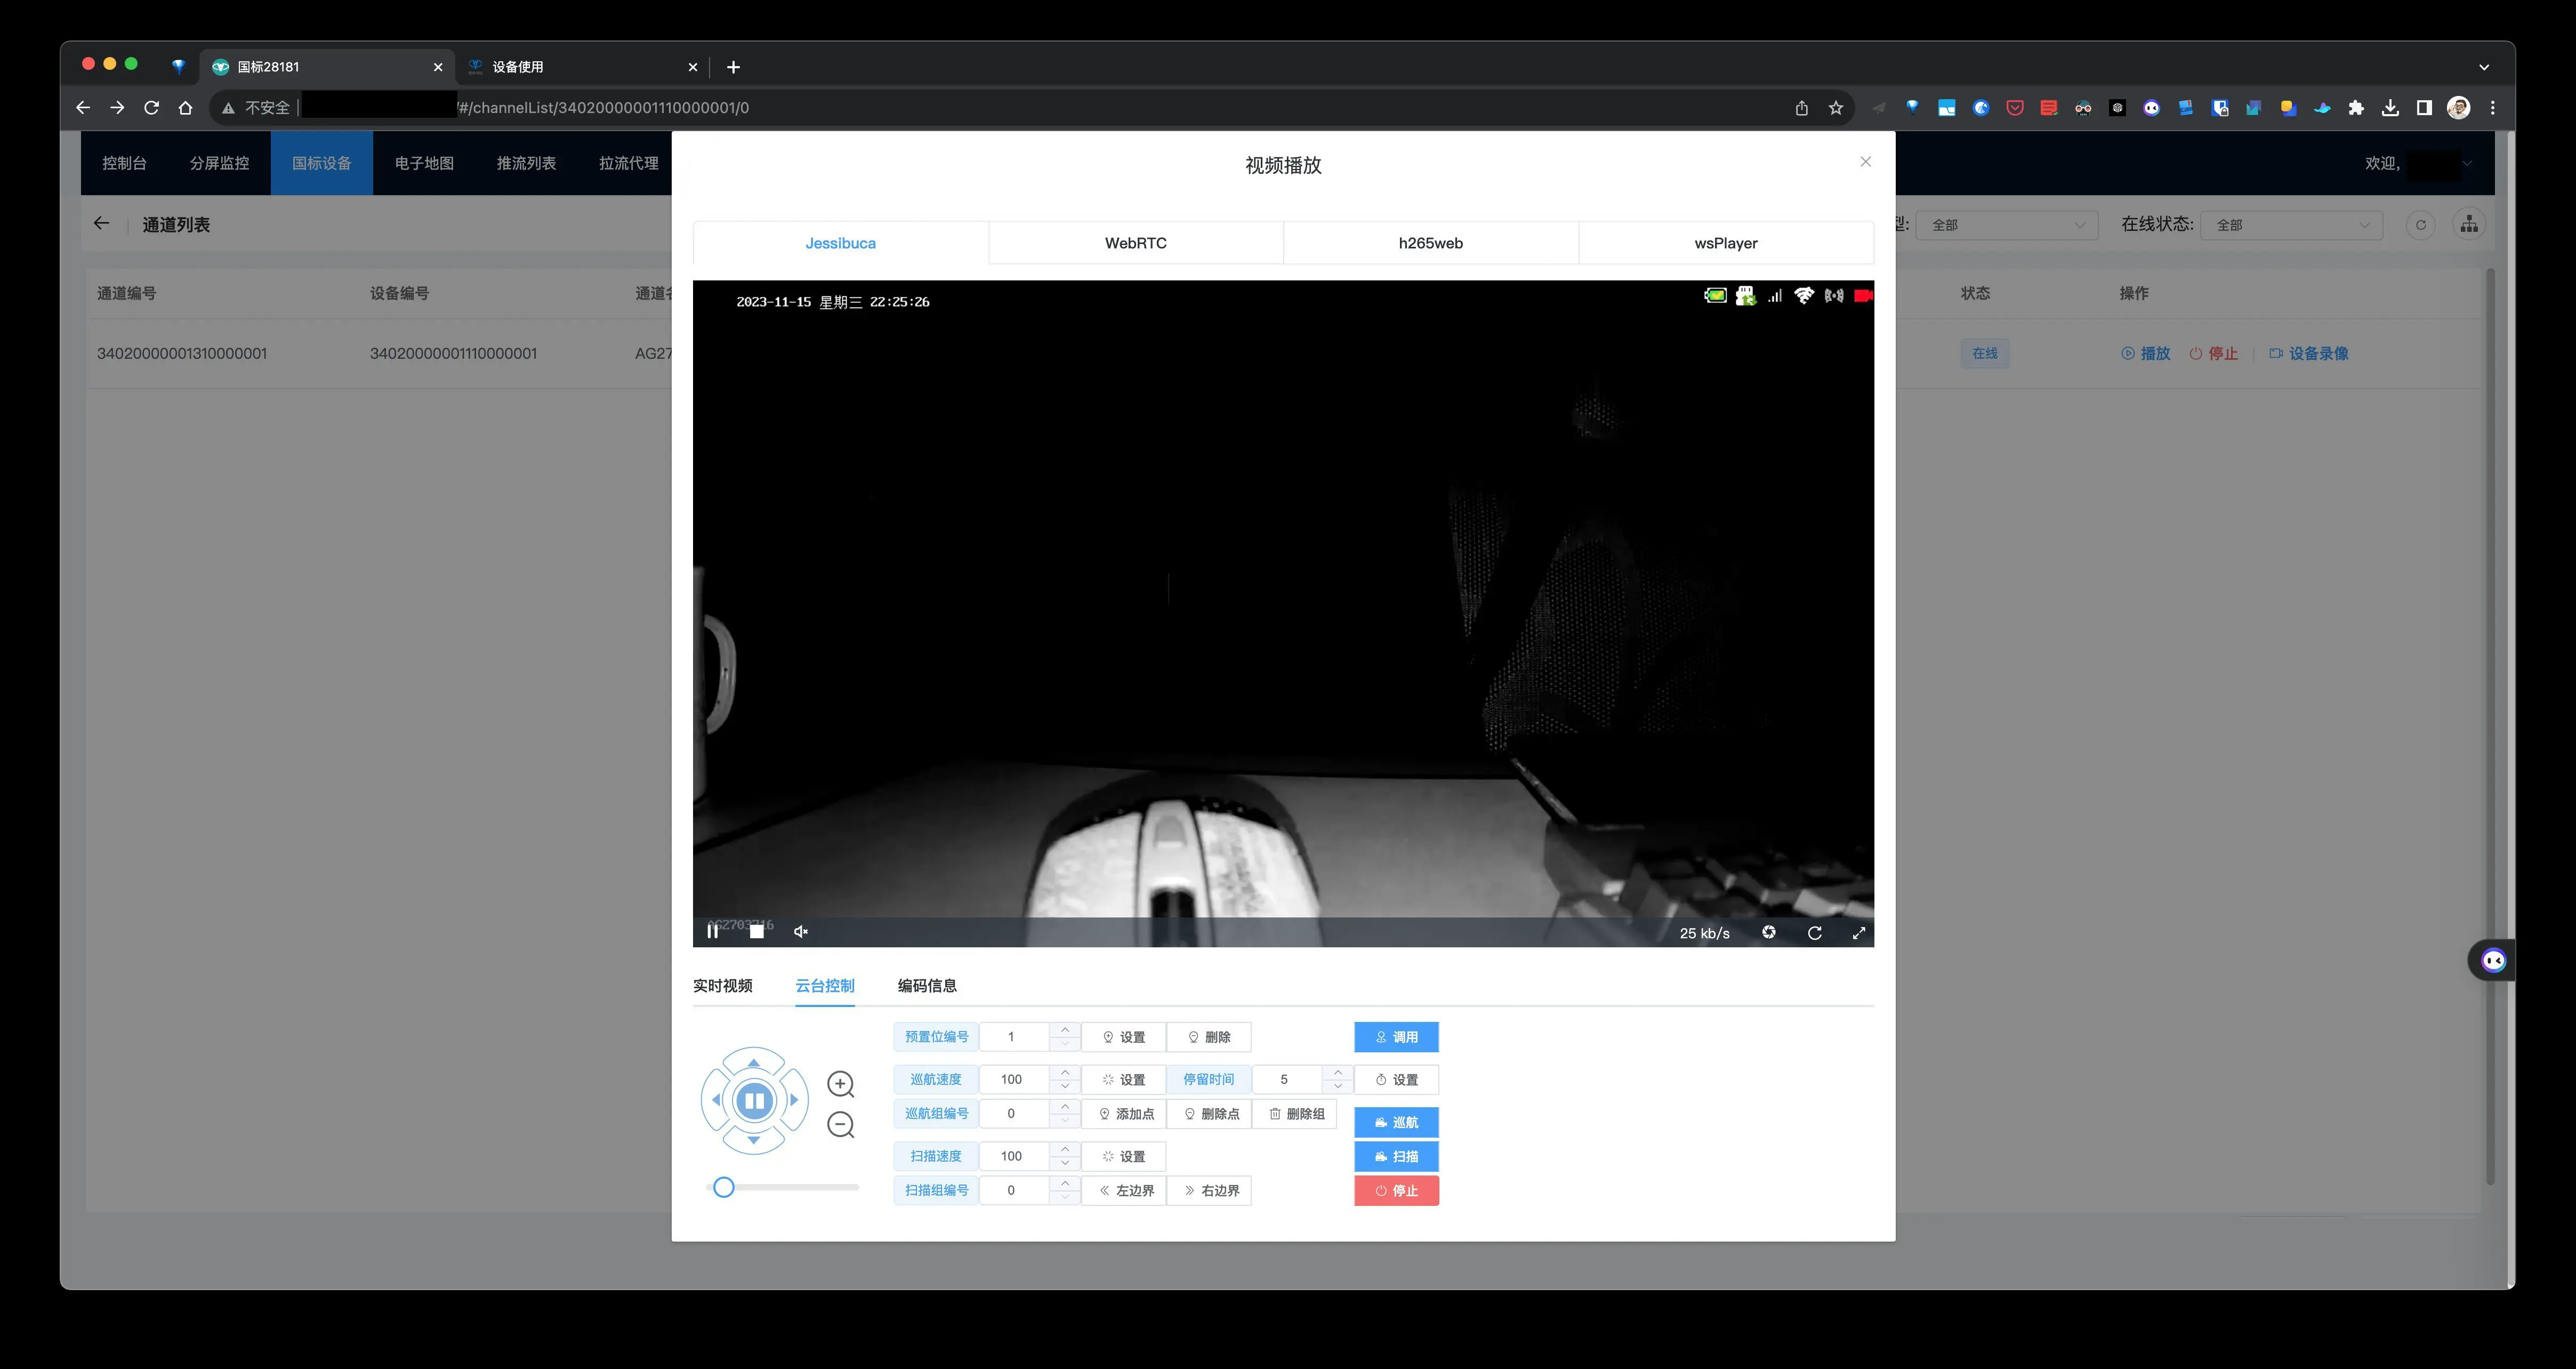 国标28181
设备使用
不安全
/#/channelList/34020000001110000001/0
控制台 分屏监控 国标设备 电子地图 推流列表 拉流代理
欢迎,
通道列表
型: 全部 在线状态: 全部
视频播放
Jessibuca WebRTC h265web wsPlayer
通道编号 设备编号 通道名 状态 操作
34020000001310000001 34020000001110000001 AG27 在线 播放 停止 设备录像
2023-11-15 星期三 22:25:26
AG2703716
25 kb/s
实时视频 云台控制 编码信息
预置位编号 1 设置 删除 调用
巡航速度 100 设置 停留时间 5 设置
巡航组编号 0 添加点 删除点 删除组 巡航
扫描速度 100 设置 扫描
扫描组编号 0 左边界 右边界 停止